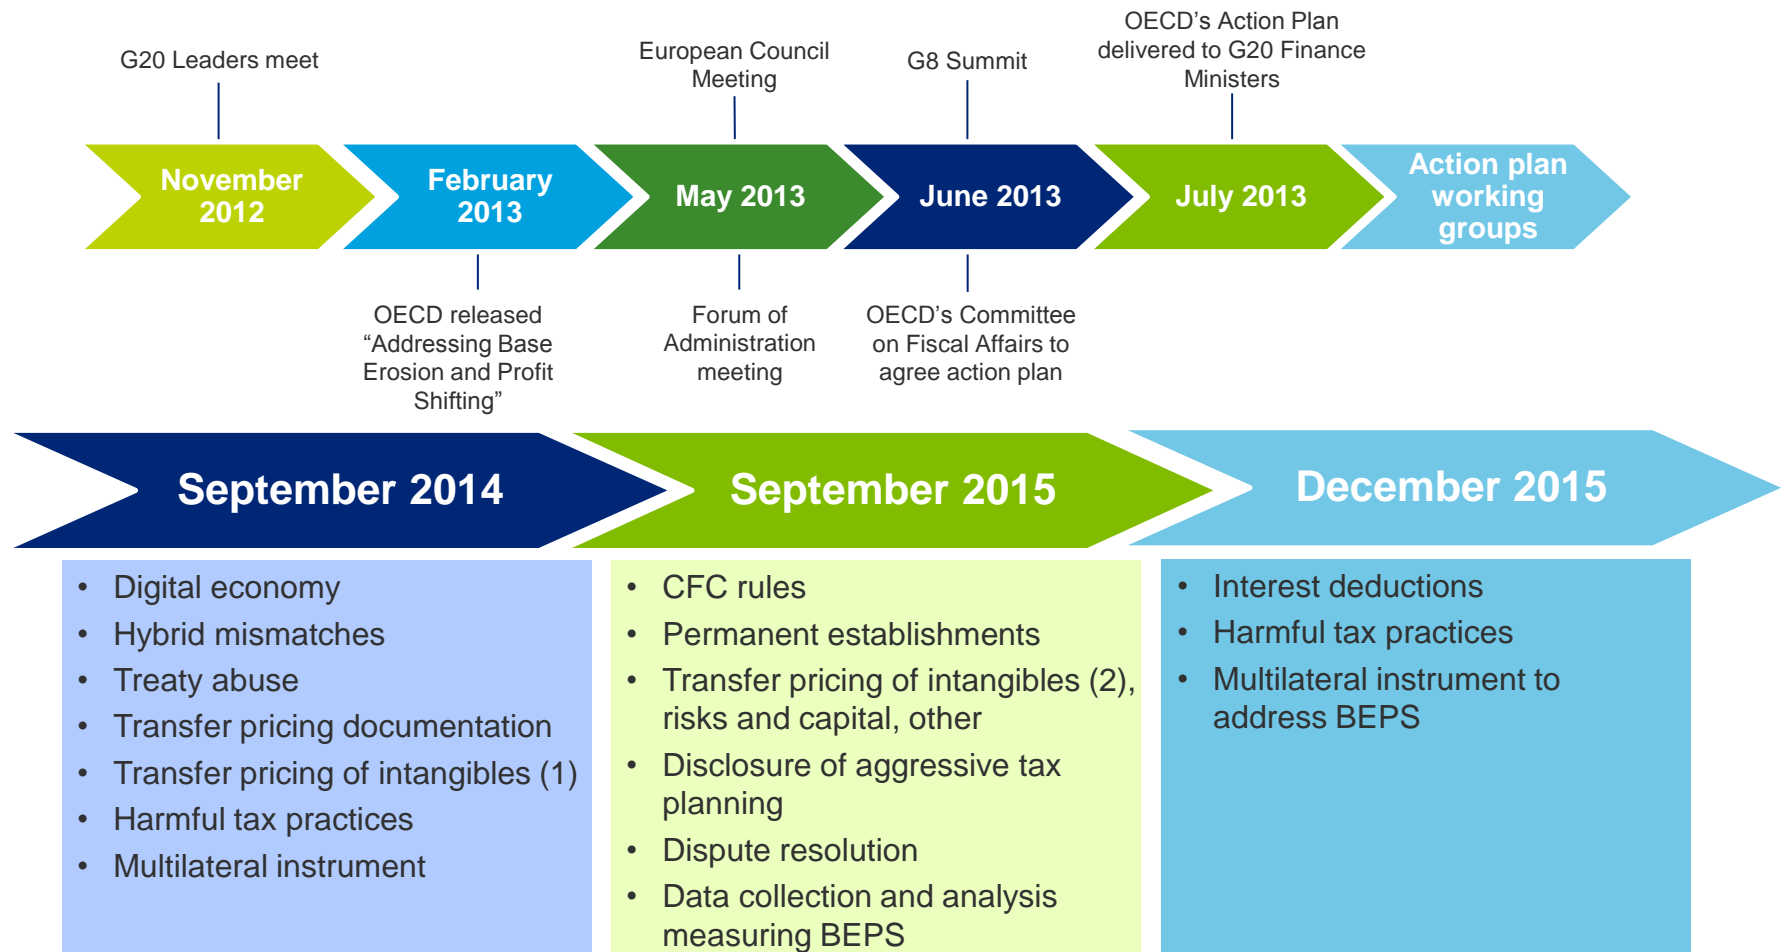 G20 Leaders meet
European Council
Meeting
G8 Summit
OECD’s Action Plan
delivered to G20 Finance
Ministers
November
2012
February
2013
May 2013
June 2013
July 2013
Action plan
working
groups
OECD released
“Addressing Base
Erosion and Profit
Shifting”
Forum of
Administration
meeting
OECD’s Committee
on Fiscal Affairs to
agree action plan
September 2014
September 2015
December 2015
• Digital economy
• Hybrid mismatches
• Treaty abuse
• Transfer pricing documentation
• Transfer pricing of intangibles (1)
• Harmful tax practices
• Multilateral instrument
• CFC rules
• Permanent establishments
• Transfer pricing of intangibles (2),
risks and capital, other
• Disclosure of aggressive tax
planning
• Dispute resolution
• Data collection and analysis
measuring BEPS
• Interest deductions
• Harmful tax practices
• Multilateral instrument to
address BEPS